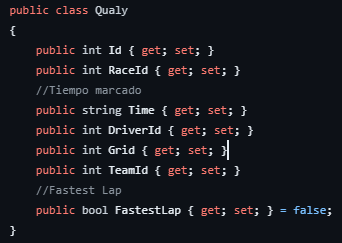 public class Qualy
{
    public int Id { get; set; }
    public int RaceId { get; set; }
    //Tiempo marcado
    public string Time { get; set; }
    public int DriverId { get; set; }
    public int Grid { get; set; }
    public int TeamId { get; set; }
    //Fastest Lap
    public bool FastestLap { get; set; } = false;
}